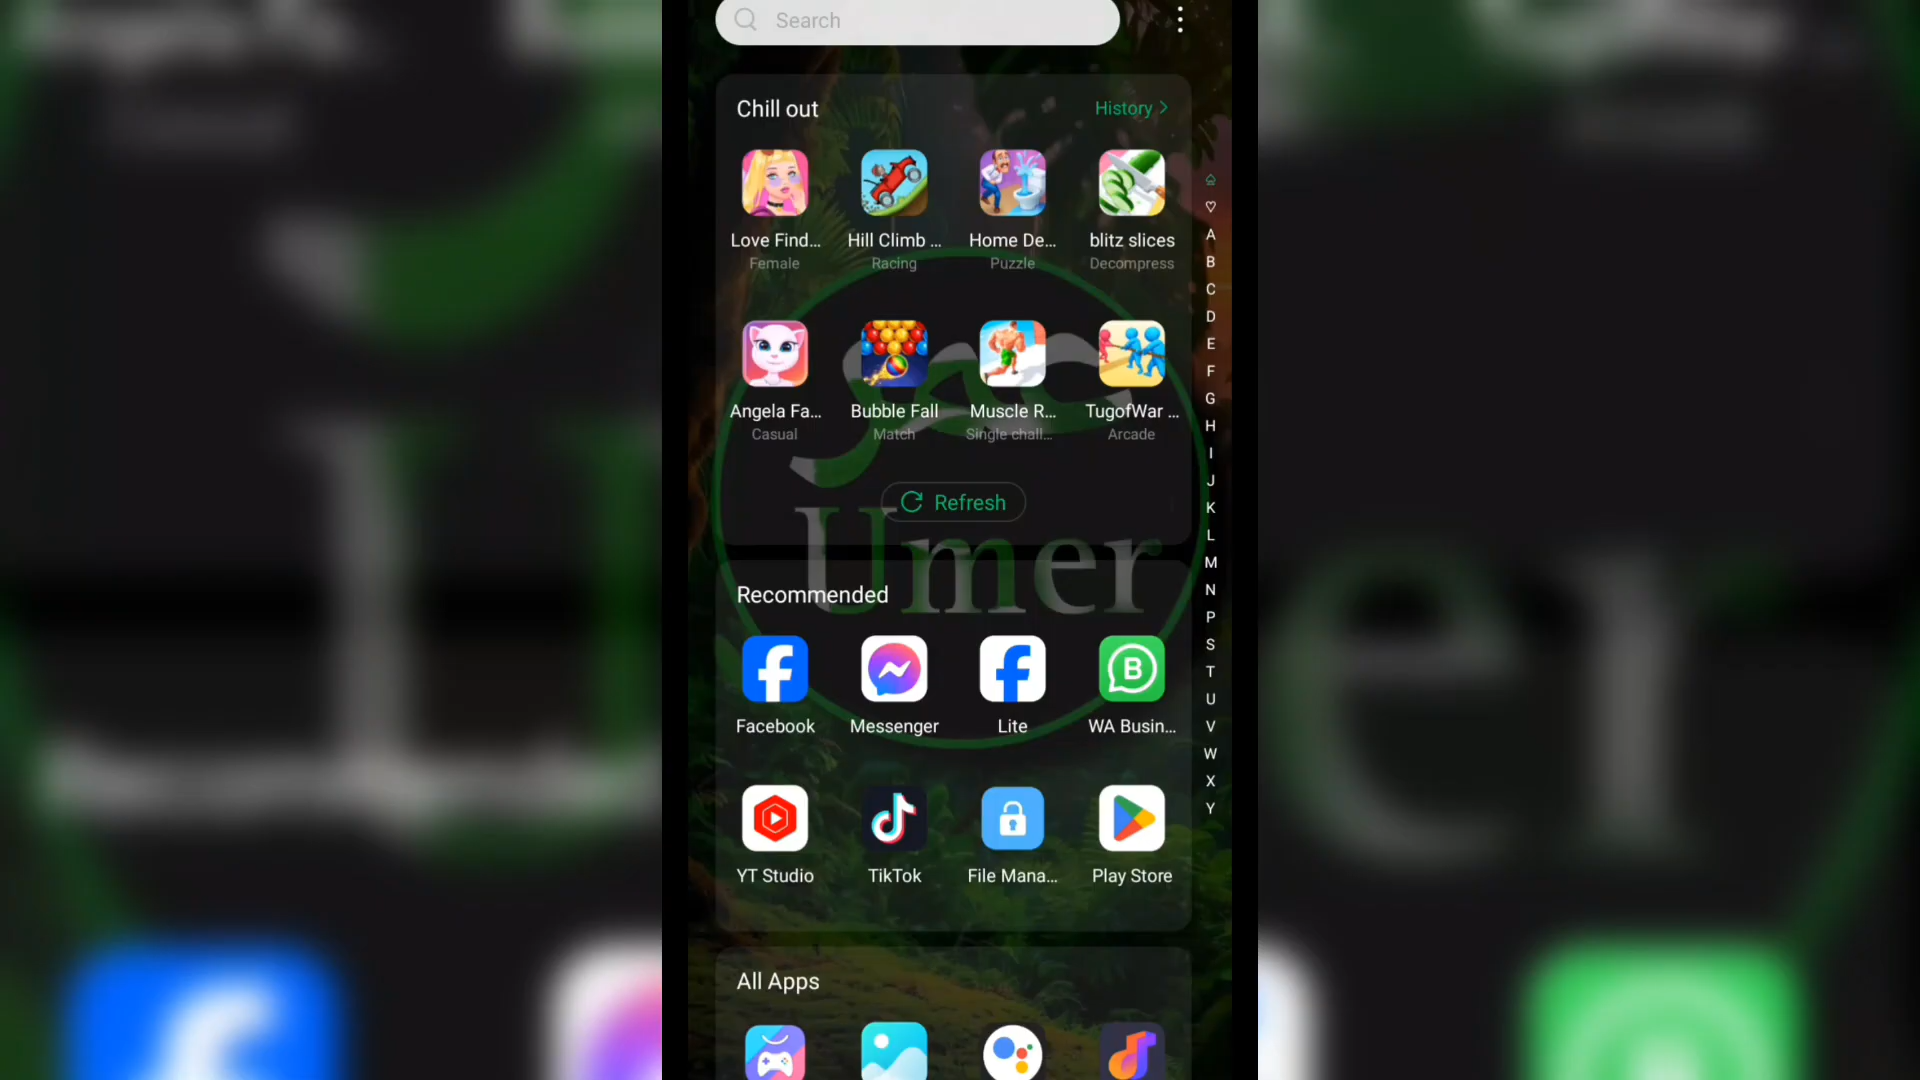 Search
Chill out
History
Love Find...
Hill Climb ...
Home De...
blitz slices
Female
Racing
Puzzle
Decompress
Angela Fa...
Bubble Fall
Muscle R...
TugofWar ...
Casual
Match
Single chall...
Arcade
عمر
Refresh
Umer
Recommended
Facebook
Messenger
Lite
WA Busin...
YT Studio
TikTok
File Mana...
Play Store
All Apps
A
B
C
D
E
F
G
H
I
J
K
L
M
N
P
S
T
U
V
W
X
Y